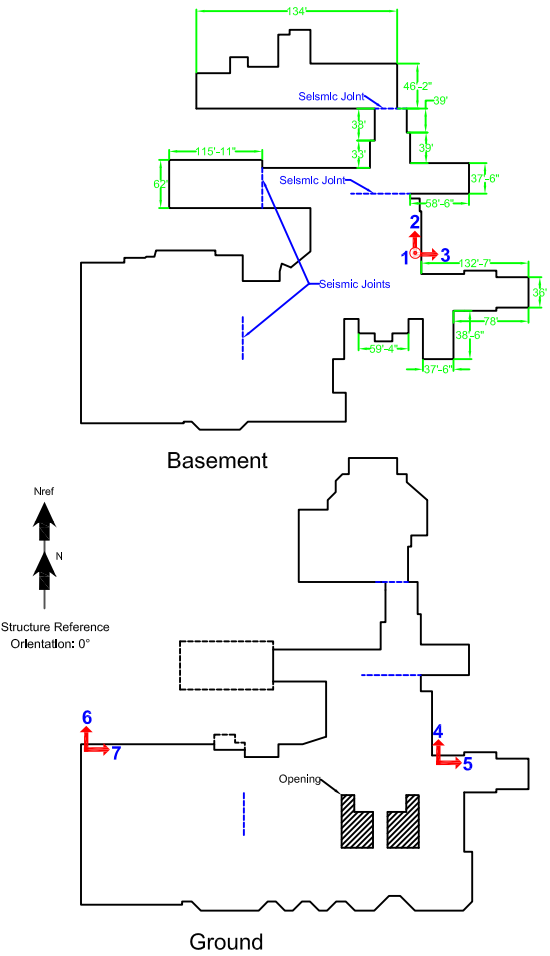 134'
46'-2"
Seismic Joint
39'
38'
33'
39'
115'-11"
62'
37'-6"
Seismic Joint
58'-6"
2
1
3
132'-7"
Seismic Joints
36'
78'
38'-6"
59'-4"
37'-6"
Basement
Nref
N
Structure Reference
Orientation: 0°
6
7
4
5
Opening
Ground